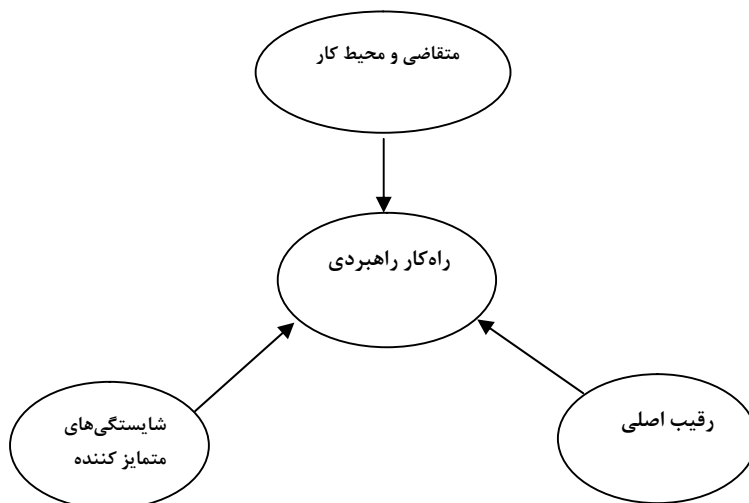 متقاضی و محیط کار
راه‌کار راهبردی
رقیب اصلی
شایستگی‌های
متمایز کننده